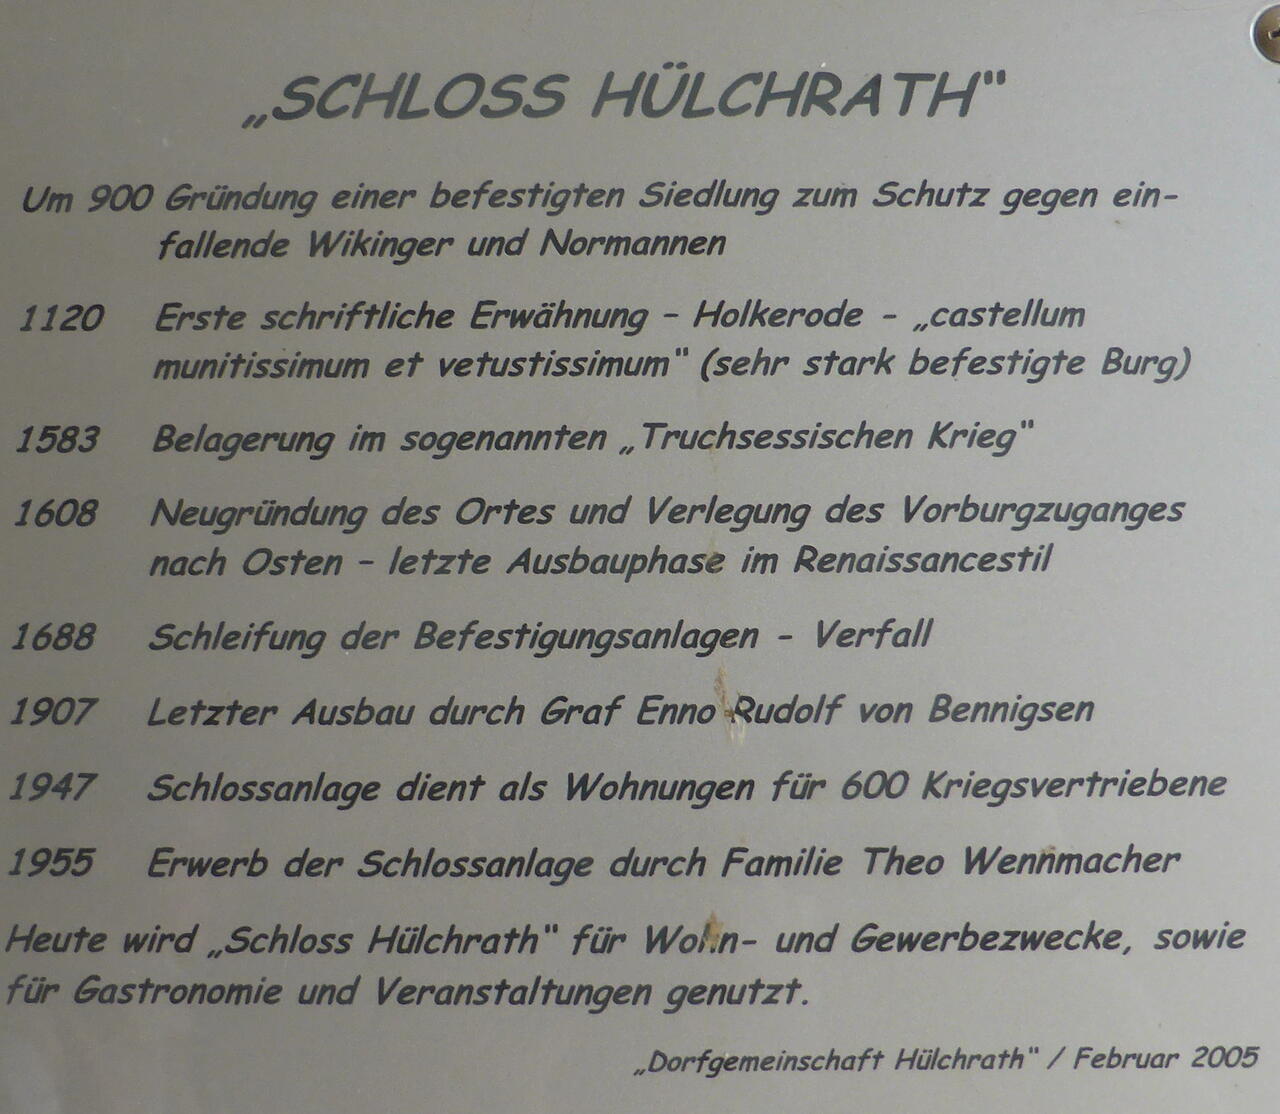 „SCHLOSS HÜLCHRATH“
Um 900 Gründung einer befestigten Siedlung zum Schutz gegen ein-
fallende Wikinger und Normannen
1120 Erste schriftliche Erwähnung – Holkerode – „castellum
munitissimum et vetustissimum“ (sehr stark befestigte Burg)
1583 Belagerung im sogenannten „Truchsessischen Krieg“
1608 Neugründung des Ortes und Verlegung des Vorburgzuganges
nach Osten – letzte Ausbauphase im Renaissancestil
1688 Schleifung der Befestigungsanlagen – Verfall
1907 Letzter Ausbau durch Graf Enno Rudolf von Bennigsen
1947 Schlossanlage dient als Wohnungen für 600 Kriegsvertriebene
1955 Erwerb der Schlossanlage durch Familie Theo Wennmacher
Heute wird „Schloss Hülchrath“ für Wohn- und Gewerbezwecke, sowie
für Gastronomie und Veranstaltungen genutzt.
„Dorfgemeinschaft Hülchrath“ / Februar 2005